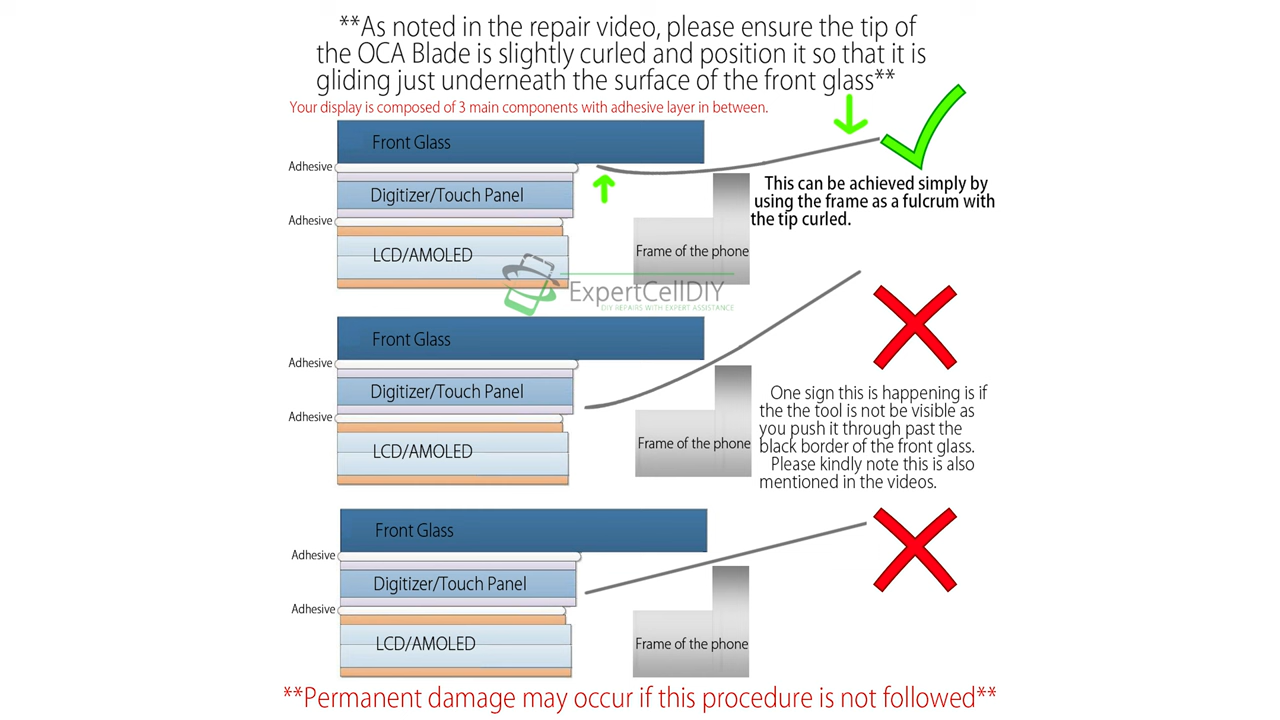 **As noted in the repair video, please ensure the tip of
the OCA Blade is slightly curled and position it so that it is
gliding just underneath the surface of the front glass**
Your display is composed of 3 main components with adhesive layer in between.
Front Glass
Adhesive
Digitizer/Touch Panel
Adhesive
LCD/AMOLED
Frame of the phone
This can be achieved simply by
using the frame as a fulcrum with
the tip curled.
ExpertCellDIY
DIY REPAIRS WITH EXPERT ASSISTANCE
Front Glass
Adhesive
Digitizer/Touch Panel
Adhesive
LCD/AMOLED
Frame of the phone
One sign this is happening is if
the the tool is not be visible as
you push it through past the
black border of the front glass.
Please kindly note this is also
mentioned in the videos.
Front Glass
Adhesive
Digitizer/Touch Panel
Adhesive
LCD/AMOLED
Frame of the phone
**Permanent damage may occur if this procedure is not followed**